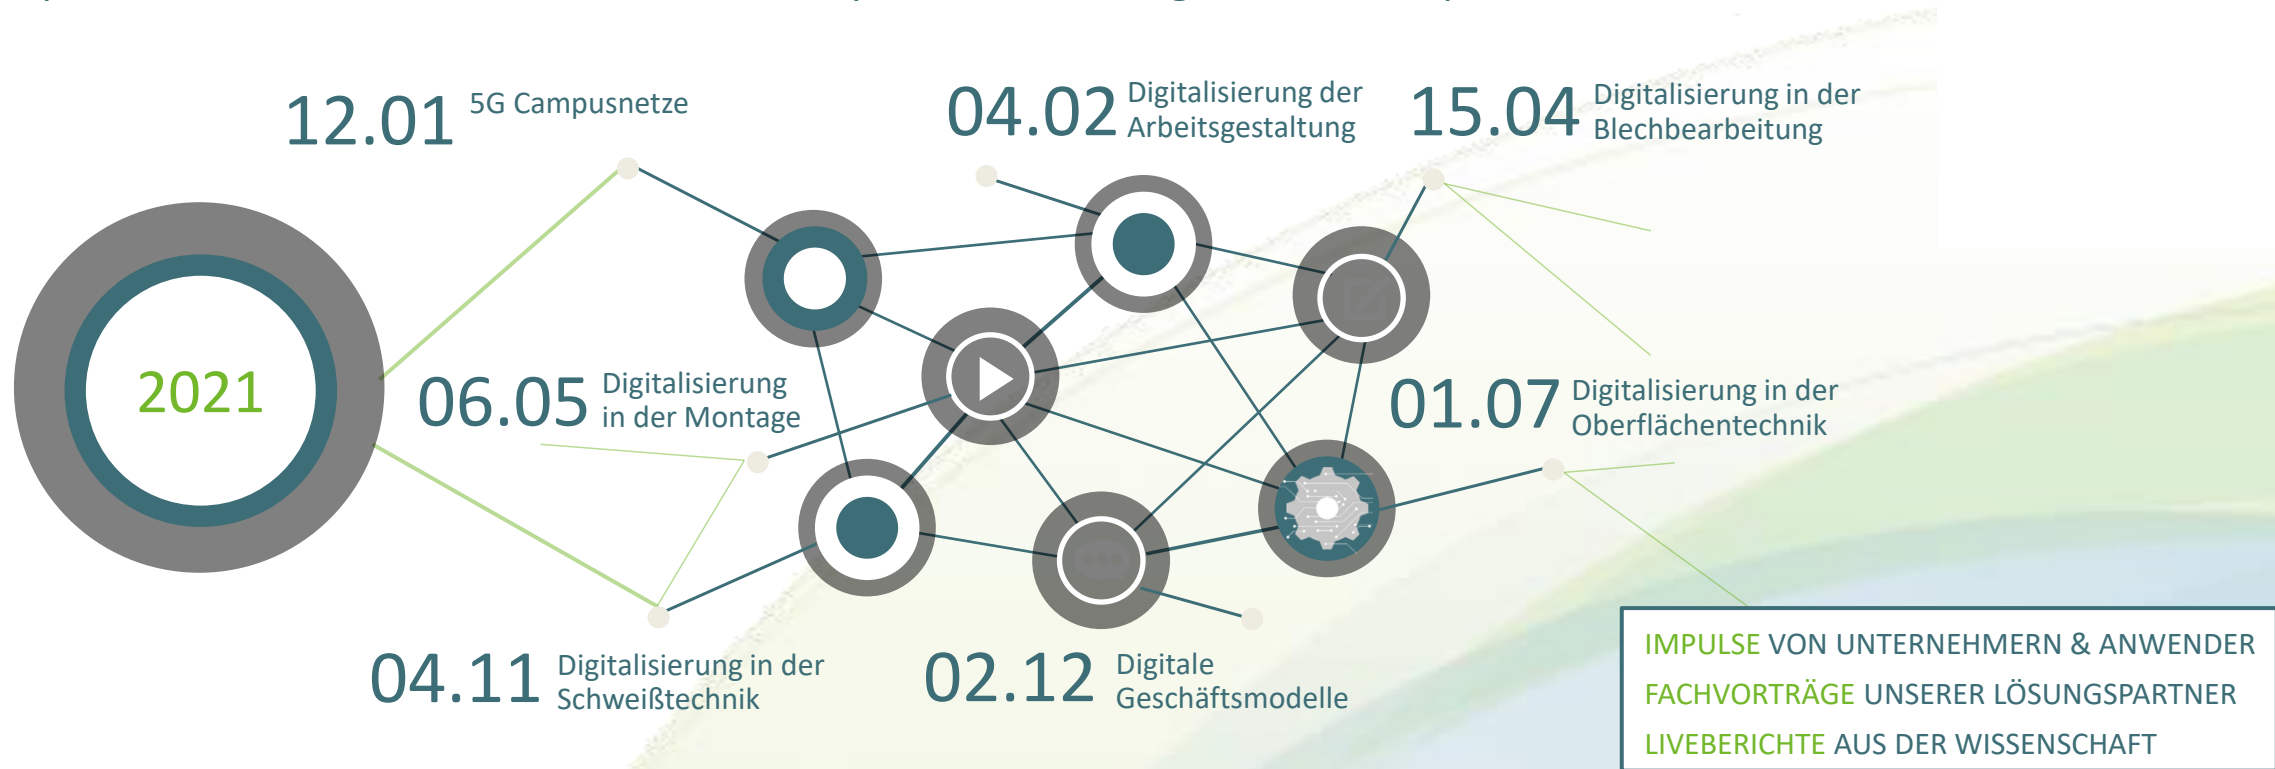 12.01
5G Campusnetze
04.02
Digitalisierung der
Arbeitsgestaltung
15.04
Digitalisierung in der
Blechbearbeitung
2021
06.05
Digitalisierung
in der Montage
01.07
Digitalisierung in der
Oberflächentechnik
04.11
Digitalisierung in der
Schweißtechnik
02.12
Digitale
Geschäftsmodelle
IMPULSE VON UNTERNEHMERN & ANWENDER
FACHVORTRÄGE UNSERER LÖSUNGSPARTNER
LIVEBERICHTE AUS DER WISSENSCHAFT